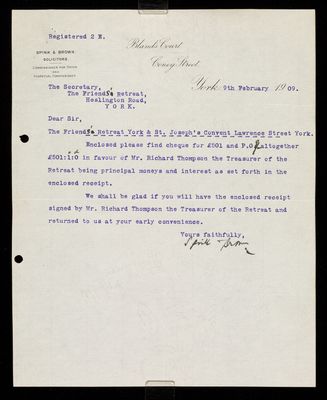 Registered 2 E.
SPINK & BROWN.
SOLICITORS.
COMMISSIONER FOR OATHS
AND
PERPETUAL COMMISSIONER
Blands Court
Coney Street,
York 9th February 1909.
The Secretary,
The Friends Retreat,
Heslington Road,
YORK.
Dear Sir,
The Friends Retreat York & St. Joseph's Convent Lawrence Street York.
Enclosed please find cheque for £501 and P.O. altogether
£501:1:0 in favour of Mr. Richard Thompson the Treasurer of the
Retreat being principal moneys and interest as set forth in the
enclosed receipt.
We shall be glad if you will have the enclosed receipt
signed by Mr. Richard Thompson the Treasurer of the Retreat and
returned to us at your early convenience.
Yours faithfully,
Spink & Brown